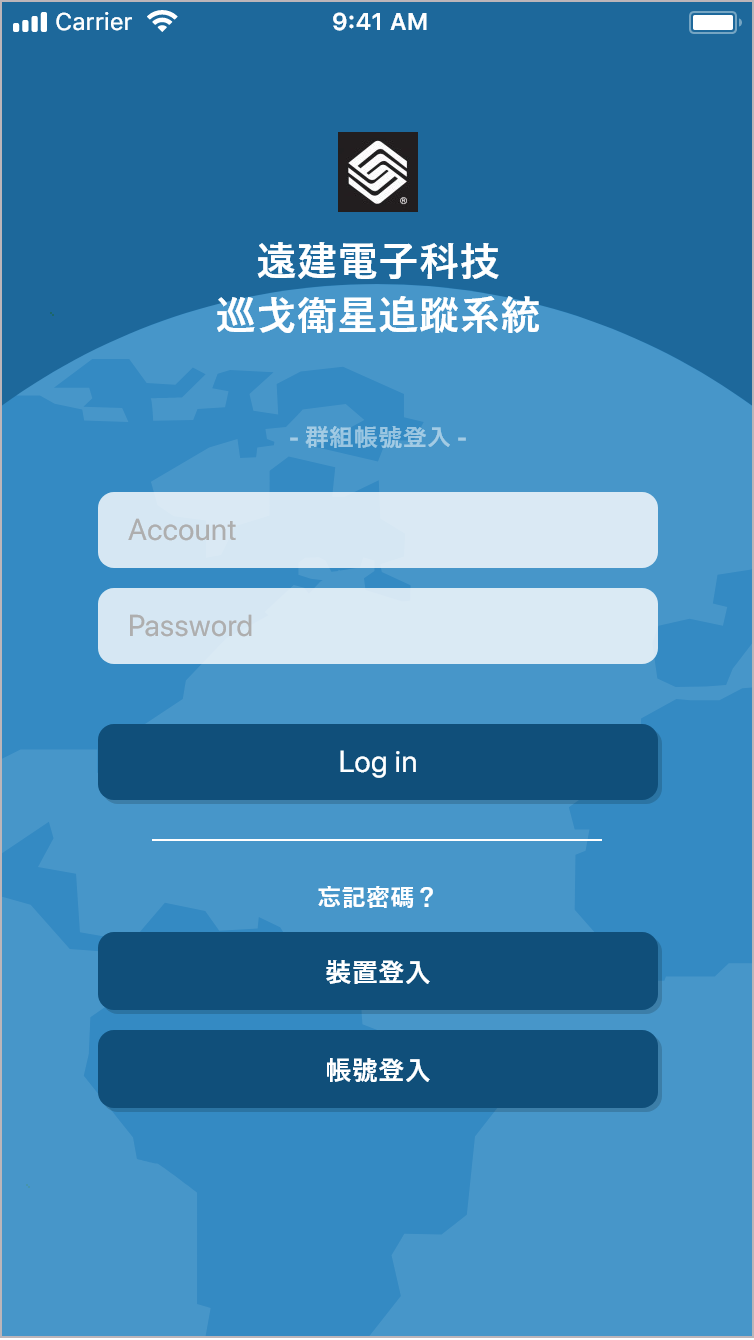 Carrier 9:41 AM
®
遠建電子科技
巡戈衛星追蹤系統
- 群組帳號登入 -
Account
Password
Log in
忘記密碼？
裝置登入
帳號登入